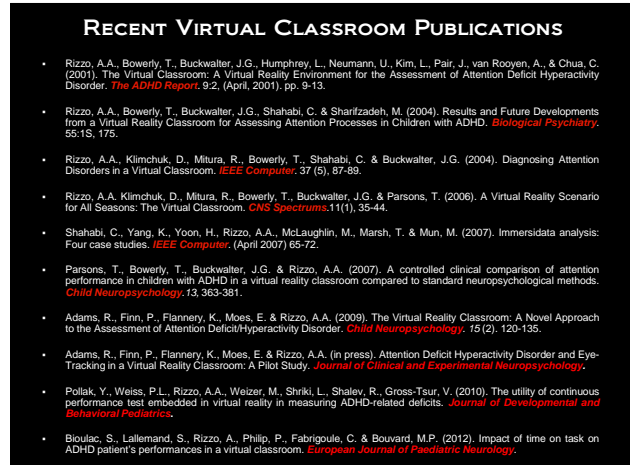 RECENT VIRTUAL CLASSROOM PUBLICATIONS
▪ Rizzo, A.A., Bowerly, T., Buckwalter, J.G., Humphrey, L., Neumann, U., Kim, L., Pair, J., van Rooyen, A., & Chua, C.
(2001). The Virtual Classroom: A Virtual Reality Environment for the Assessment of Attention Deficit Hyperactivity
Disorder. The ADHD Report. 9:2, (April, 2001). pp. 9-13.
▪ Rizzo, A.A., Bowerly, T., Buckwalter, J.G., Shahabi, C. & Sharifzadeh, M. (2004). Results and Future Developments
from a Virtual Reality Classroom for Assessing Attention Processes in Children with ADHD. Biological Psychiatry.
55:1S, 175.
▪ Rizzo, A.A., Klimchuk, D., Mitura, R., Bowerly, T., Shahabi, C. & Buckwalter, J.G. (2004). Diagnosing Attention
Disorders in a Virtual Classroom. IEEE Computer. 37 (5), 87-89.
▪ Rizzo, A.A. Klimchuk, D., Mitura, R., Bowerly, T., Buckwalter, J.G. & Parsons, T. (2006). A Virtual Reality Scenario
for All Seasons: The Virtual Classroom. CNS Spectrums.11(1), 35-44.
▪ Shahabi, C., Yang, K., Yoon, H., Rizzo, A.A., McLaughlin, M., Marsh, T. & Mun, M. (2007). Immersidata analysis:
Four case studies. IEEE Computer. (April 2007) 65-72.
▪ Parsons, T., Bowerly, T., Buckwalter, J.G. & Rizzo, A.A. (2007). A controlled clinical comparison of attention
performance in children with ADHD in a virtual reality classroom compared to standard neuropsychological methods.
Child Neuropsychology.13, 363-381.
▪ Adams, R., Finn, P., Flannery, K., Moes, E. & Rizzo, A.A. (2009). The Virtual Reality Classroom: A Novel Approach
to the Assessment of Attention Deficit/Hyperactivity Disorder. Child Neuropsychology. 15 (2). 120-135.
▪ Adams, R., Finn, P., Flannery, K., Moes, E. & Rizzo, A.A. (in press). Attention Deficit Hyperactivity Disorder and Eye-
Tracking in a Virtual Reality Classroom: A Pilot Study. Journal of Clinical and Experimental Neuropsychology.
▪ Pollak, Y., Weiss, P.L., Rizzo, A.A., Weizer, M., Shriki, L., Shalev, R., Gross-Tsur, V. (2010). The utility of continuous
performance test embedded in virtual reality in measuring ADHD-related deficits. Journal of Developmental and
Behavioral Pediatrics.
▪ Bioulac, S., Lallemand, S., Rizzo, A., Philip, P., Fabrigoule, C. & Bouvard, M.P. (2012). Impact of time on task on
ADHD patient's performances in a virtual classroom. European Journal of Paediatric Neurology.